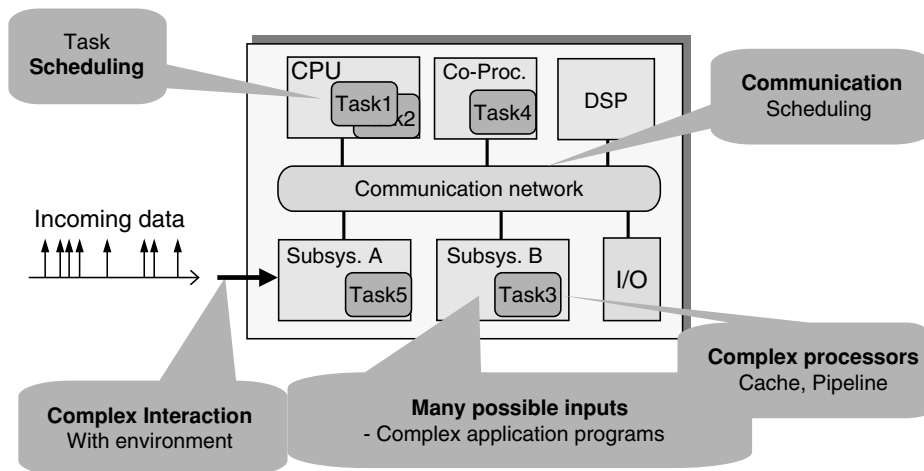 Task
Scheduling
CPU
Task1
k2
Co-Proc.
Task4
DSP
Communication
Scheduling
Communication network
Incoming data
Subsys. A
Task5
Subsys. B
Task3
I/O
Complex Interaction
With environment
Many possible inputs
- Complex application programs
Complex processors
Cache, Pipeline